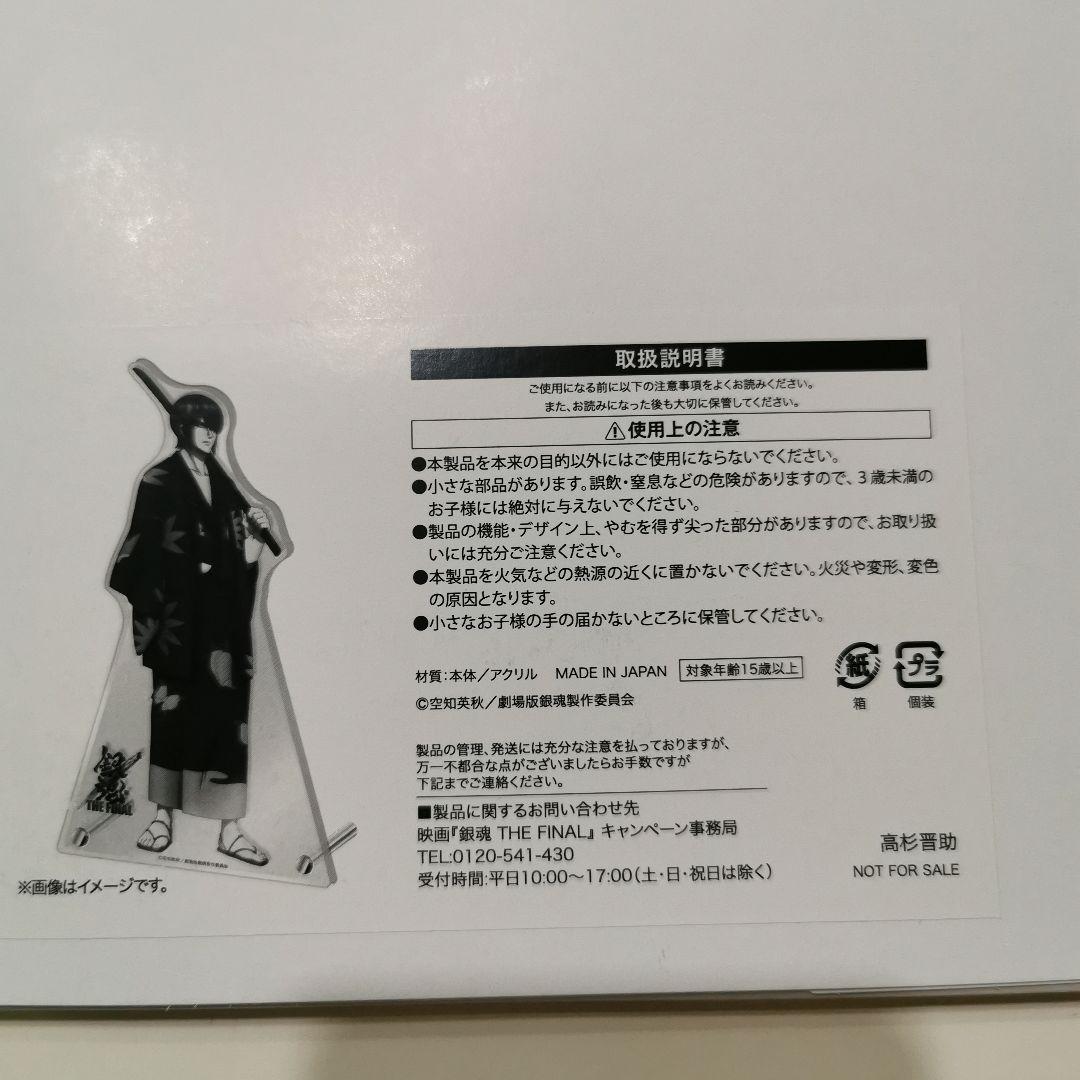 取扱説明書
ご使用になる前に以下の注意事項をよくお読みください。
また、お読みになった後も大切に保管してください。
⚠使用上の注意
●本製品を本来の目的以外にはご使用にならないでください。
●小さな部品があります。誤飲・窒息などの危険がありますので、3歳未満の
お子様には絶対に与えないでください。
●製品の機能・デザイン上、やむを得ず尖った部分がありますので、お取り扱
いには充分ご注意ください。
●本製品を火気などの熱源の近くに置かないでください。火災や変形、変色
の原因となります。
●小さなお子様の手の届かないところに保管してください。
材質:本体/アクリル MADE IN JAPAN 対象年齢15歳以上
©空知英秋/劇場版銀魂製作委員会
紙
箱
プラ
個装
製品の管理、発送には充分な注意を払っておりますが、
万一不都合な点がございましたらお手数ですが
下記までご連絡ください。
■製品に関するお問い合わせ先
映画『銀魂 THE FINAL』キャンペーン事務局
TEL:0120-541-430
受付時間:平日10:00〜17:00(土・日・祝日は除く)
高杉晋助
NOT FOR SALE
銀魂
THE FINAL
※画像はイメージです。